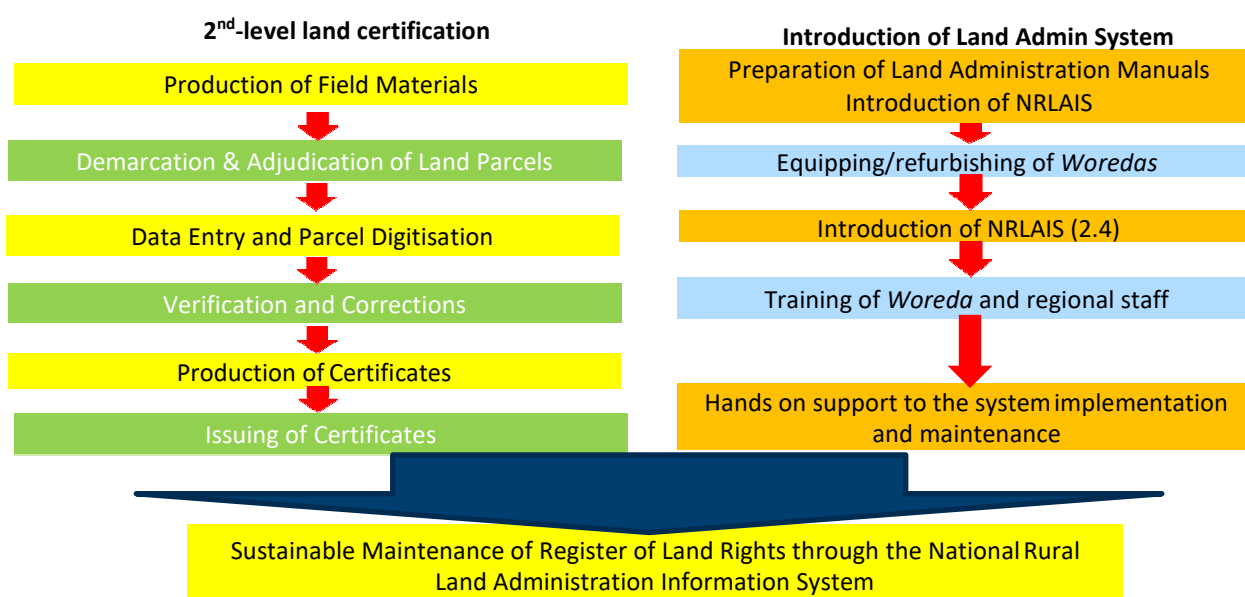 2nd-level land certification
Production of Field Materials
Demarcation & Adjudication of Land Parcels
Data Entry and Parcel Digitisation
Verification and Corrections
Production of Certificates
Issuing of Certificates
Introduction of Land Admin System
Preparation of Land Administration Manuals
Introduction of NRLAIS
Equipping/refurbishing of Woredas
Introduction of NRLAIS (2.4)
Training of Woreda and regional staff
Hands on support to the system implementation
and maintenance
Sustainable Maintenance of Register of Land Rights through the National Rural
Land Administration Information System